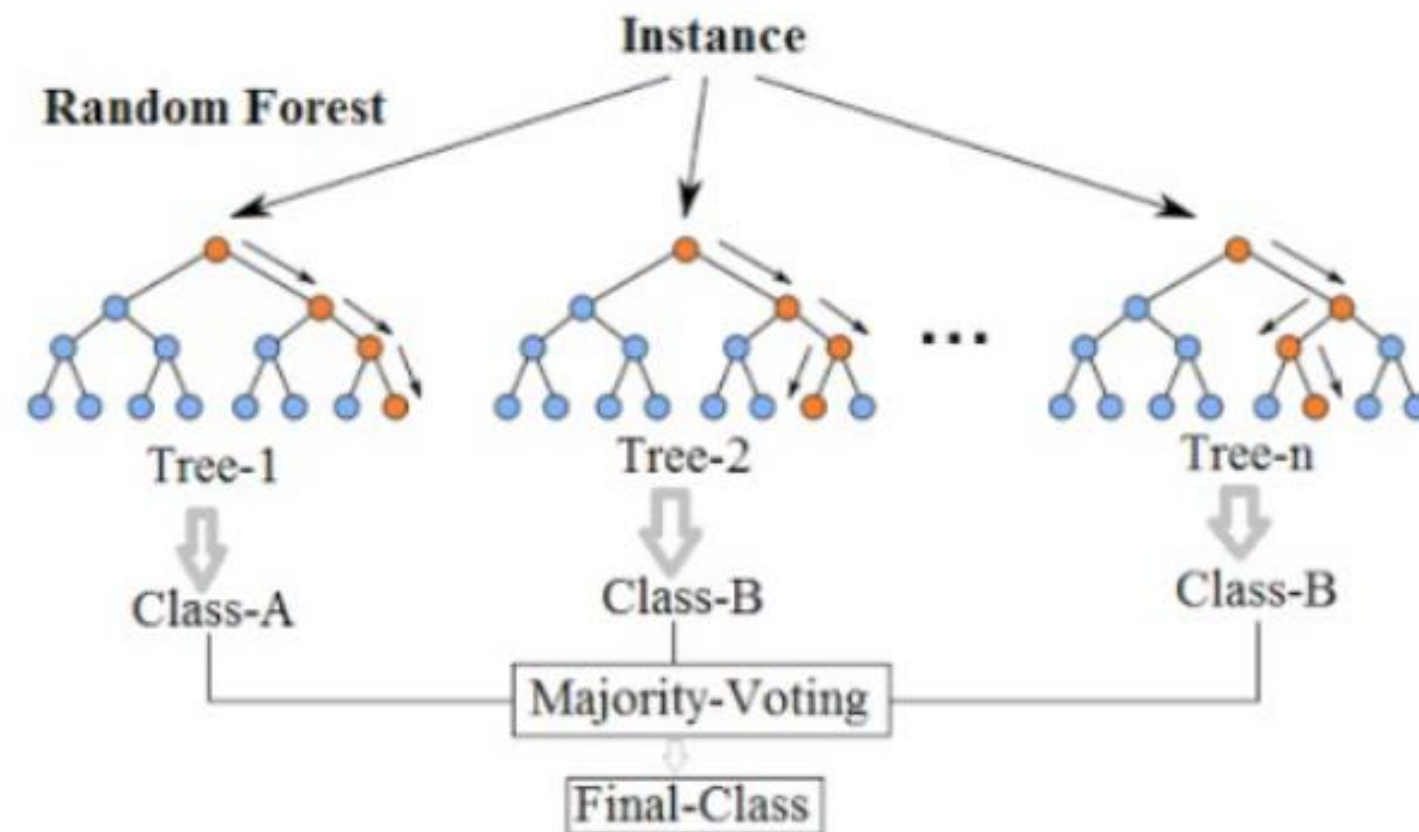 Instance
Random Forest
...
Tree-1
Tree-2
Tree-n
Class-A
Class-B
Class-B
Majority-Voting
Final-Class